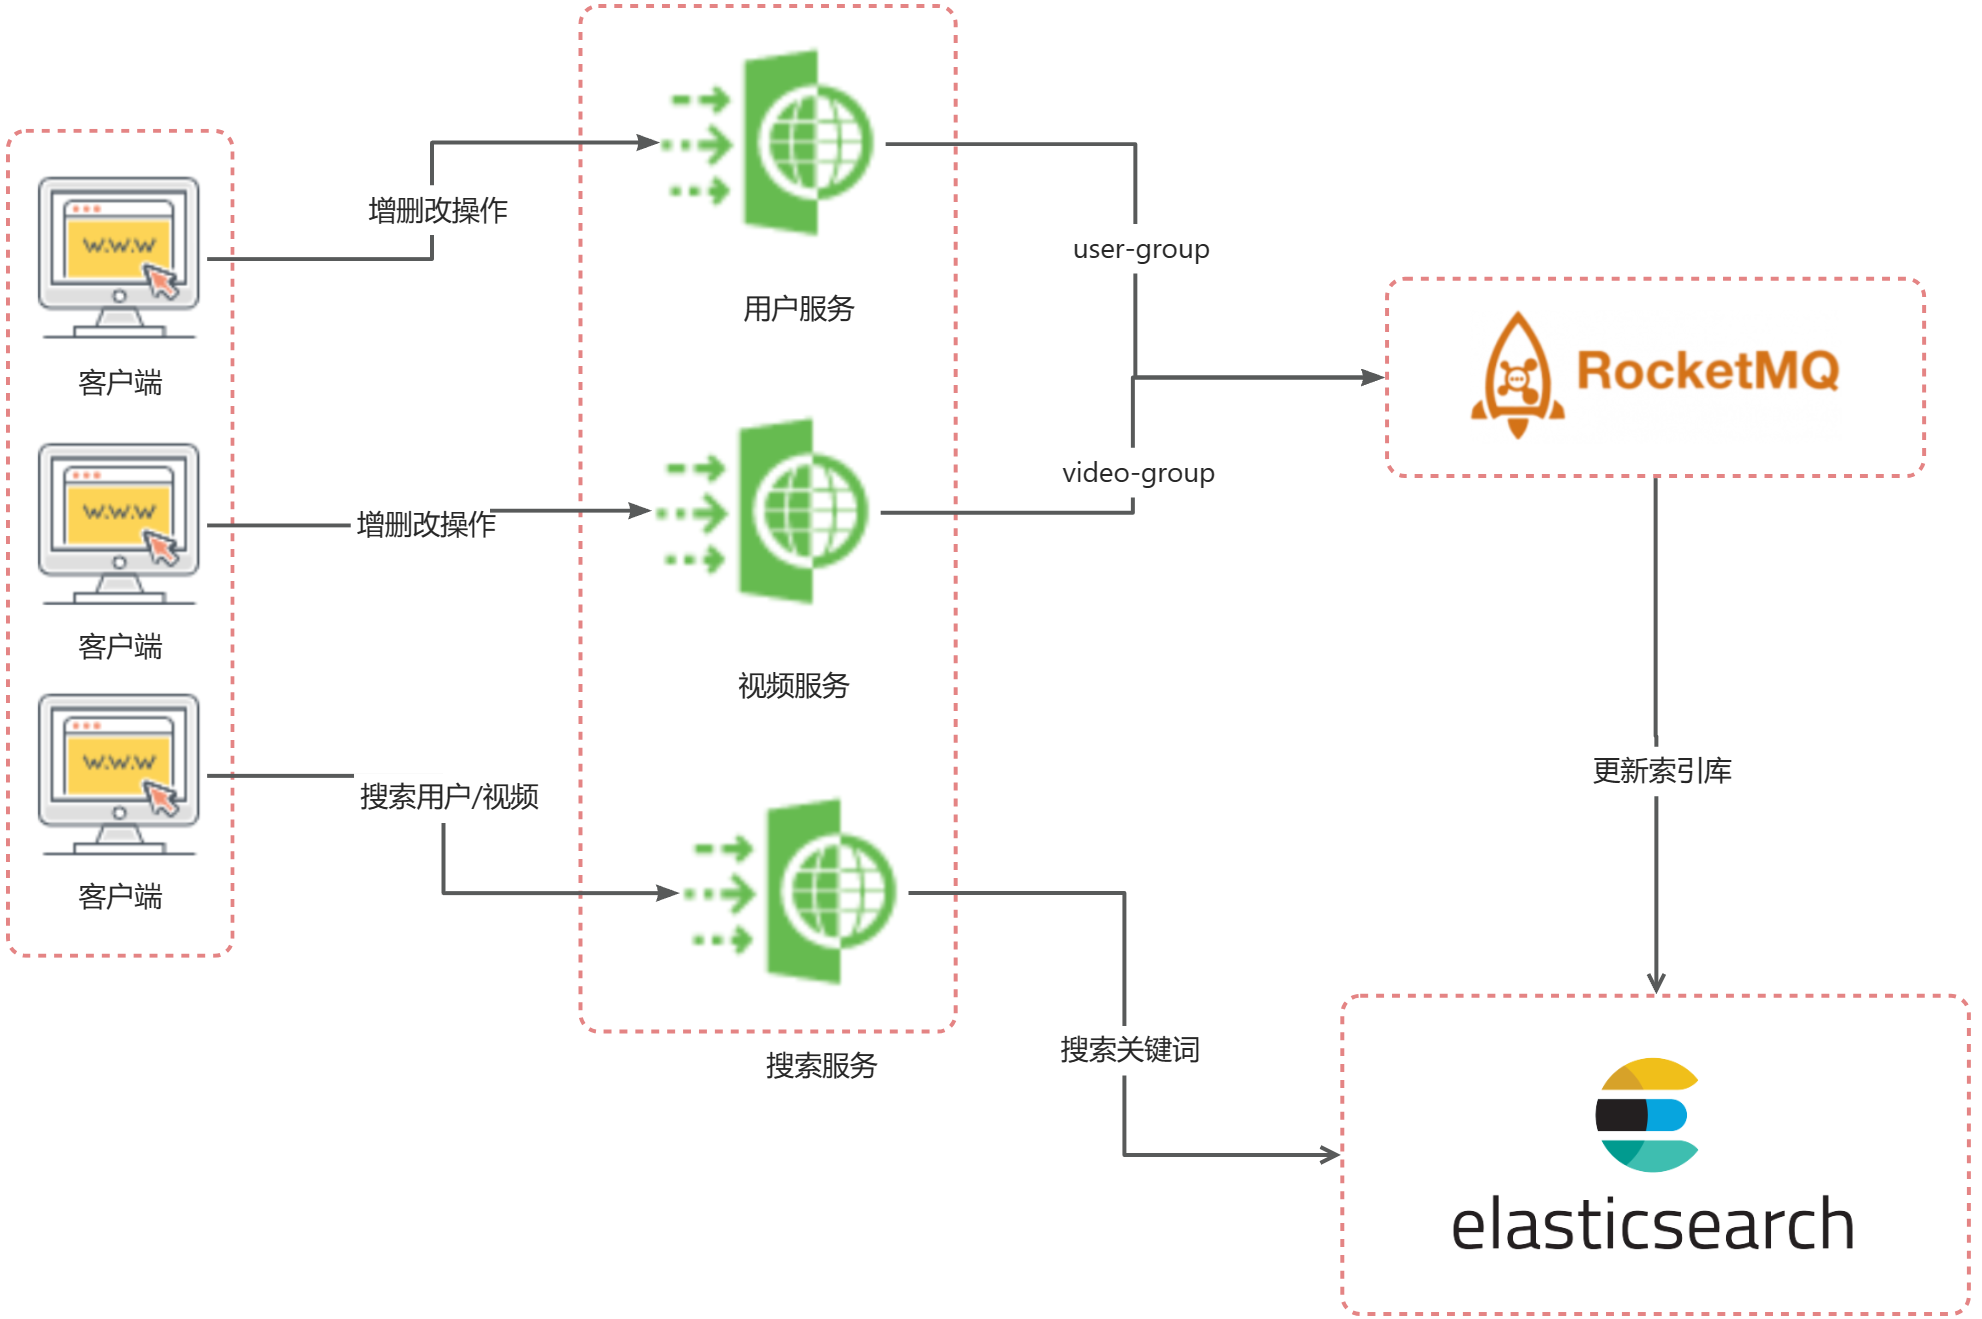 w.w.w
客户端
w.w.w
客户端
w.w.w
客户端
增删改操作
增删改操作
搜索用户/视频
用户服务
视频服务
搜索服务
user-group
video-group
搜索关键词
RocketMQ
更新索引库
elasticsearch